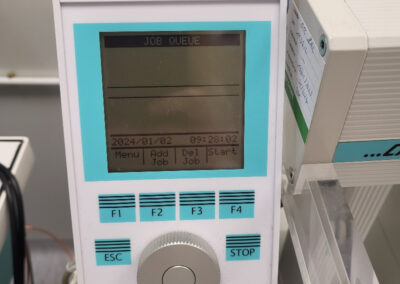 JOB QUEUE
2024/01/02 09:28:02
Menu Add Job Del Job Start
F1 F2 F3 F4
ESC STOP